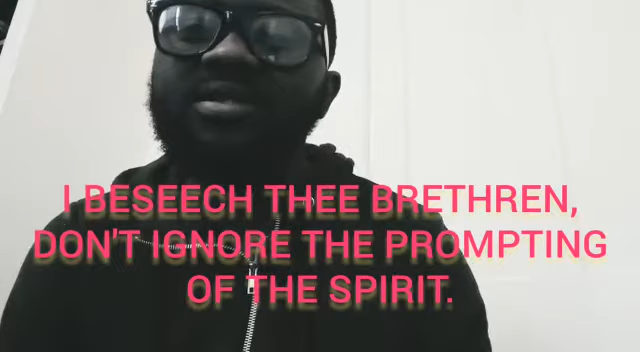 I BESEECH THEE BRETHREN,
DON'T IGNORE THE PROMPTING
OF THE SPIRIT.